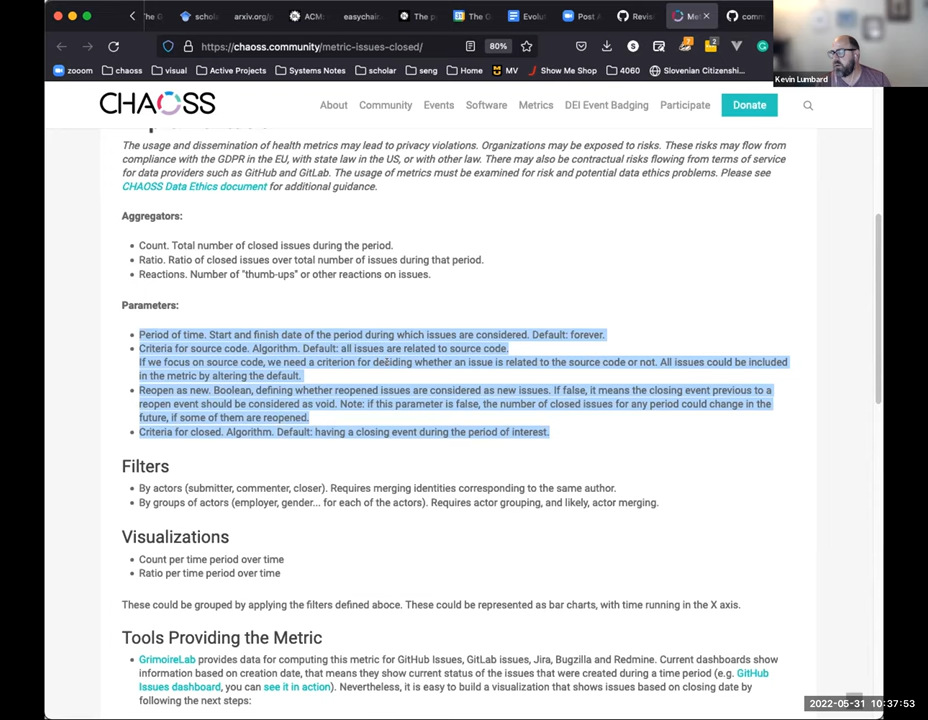 The G
schola
arxiv.org/p
ACM:
easychair.
The p
The G
Evolut
Post A
Revis
Me
comm
https://chaoss.community/metric-issues-closed/
80%
zooom
chaoss
visual
Active Projects
Systems Notes
scholar
seng
Home
MV
Show Me Shop
4060
Slovenian Citizenshi...
Kevin Lumbard
CHAOSS
About
Community
Events
Software
Metrics
DEI Event Badging
Participate
Donate
The usage and dissemination of health metrics may lead to privacy violations. Organizations may be exposed to risks. These risks may flow from
compliance with the GDPR in the EU, with state law in the US, or with other law. There may also be contractual risks flowing from terms of service
for data providers such as GitHub and GitLab. The usage of metrics must be examined for risk and potential data ethics problems. Please see
CHAOSS Data Ethics document for additional guidance.
Aggregators:
• Count. Total number of closed issues during the period.
• Ratio. Ratio of closed issues over total number of issues during that period.
• Reactions. Number of "thumb-ups" or other reactions on issues.
Parameters:
• Period of time. Start and finish date of the period during which issues are considered. Default: forever.
• Criteria for source code. Algorithm. Default: all issues are related to source code.
If we focus on source code, we need a criterion for deciding whether an issue is related to the source code or not. All issues could be included
in the metric by altering the default.
• Reopen as new. Boolean, defining whether reopened issues are considered as new issues. If false, it means the closing event previous to a
reopen event should be considered as void. Note: if this parameter is false, the number of closed issues for any period could change in the
future, if some of them are reopened.
• Criteria for closed. Algorithm. Default: having a closing event during the period of interest.
Filters
• By actors (submitter, commenter, closer). Requires merging identities corresponding to the same author.
• By groups of actors (employer, gender... for each of the actors). Requires actor grouping, and likely, actor merging.
Visualizations
• Count per time period over time
• Ratio per time period over time
These could be grouped by applying the filters defined aboce. These could be represented as bar charts, with time running in the X axis.
Tools Providing the Metric
• GrimoireLab provides data for computing this metric for GitHub Issues, GitLab issues, Jira, Bugzilla and Redmine. Current dashboards show
information based on creation date, that means they show current status of the issues that were created during a time period (e.g. GitHub
Issues dashboard, you can see it in action). Nevertheless, it is easy to build a visualization that shows issues based on closing date by
following the next steps:
2022-05-31 10:37:53